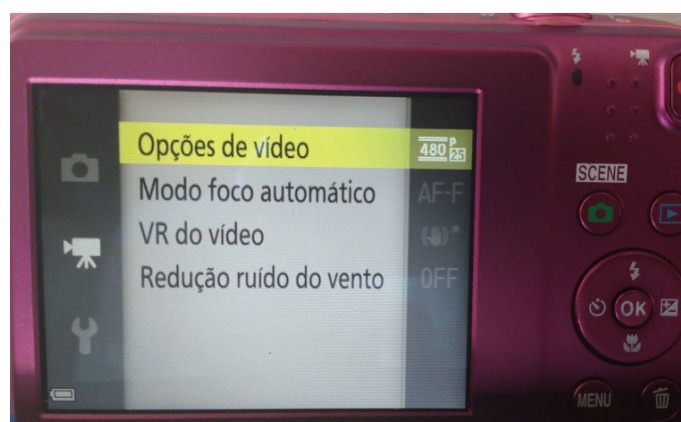 Opções de vídeo 480 P 25
Modo foco automático AF-F
VR do vídeo
Redução ruído do vento OFF
SCENE
OK
MENU